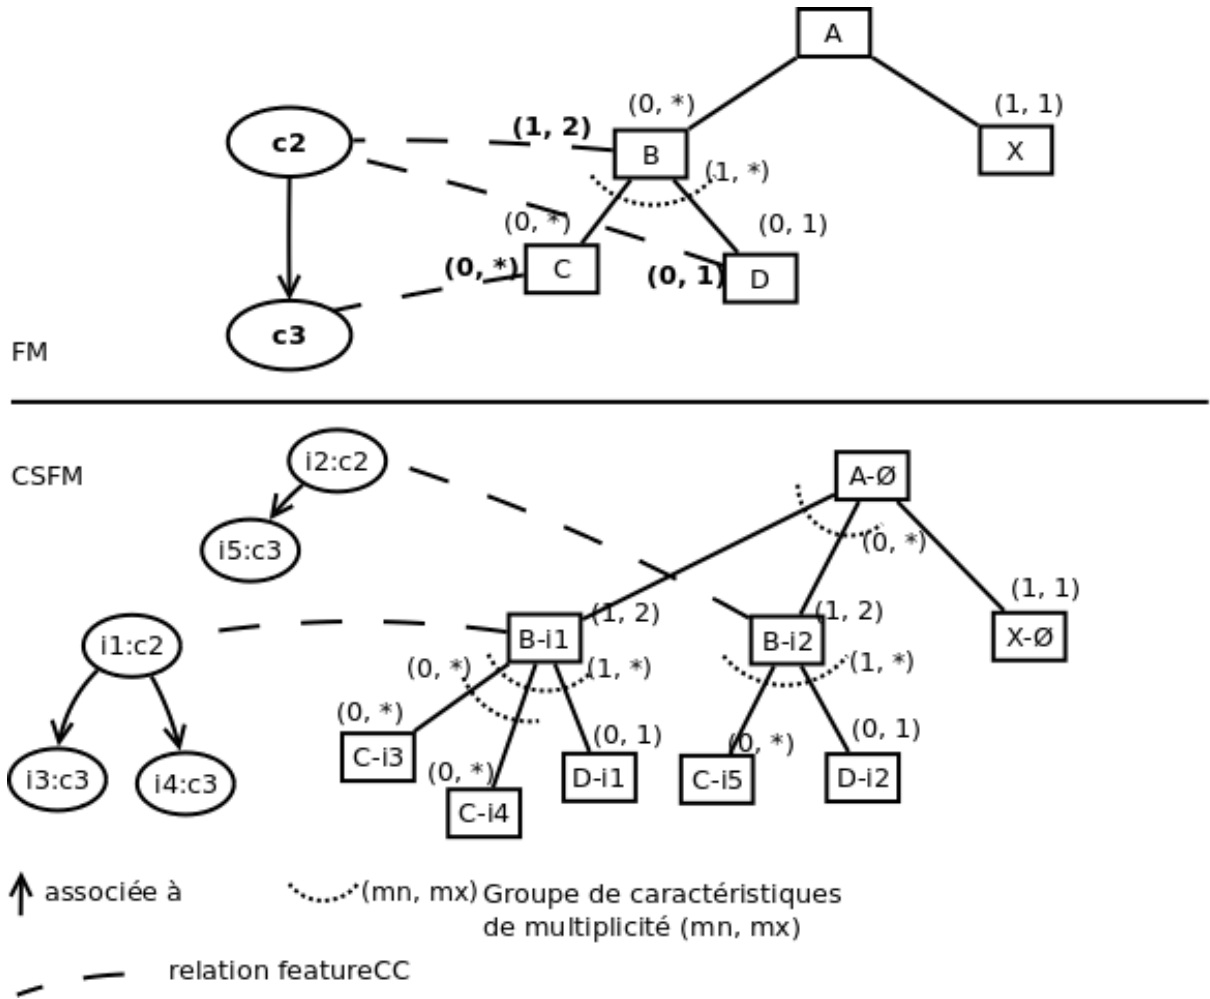 A
(0, *)
(1, 1)
c2
(1, 2)
B
X
(1, *)
(0, *)
(0, 1)
(0, *)
C
(0, 1)
D
c3
FM
CSFM
i2:c2
A-Ø
i5:c3
(0, *)
(1, 1)
i1:c2
B-i1
(1, 2)
B-i2
(1, 2)
X-Ø
(0, *)
(1, *)
(1, *)
(0, *)
(0, 1)
(0, *)
(0, 1)
i3:c3
i4:c3
C-i3
(0, *)
D-i1
C-i5
D-i2
C-i4
associée à
(mn, mx)
Groupe de caractéristiques
de multiplicité (mn, mx)
relation featureCC